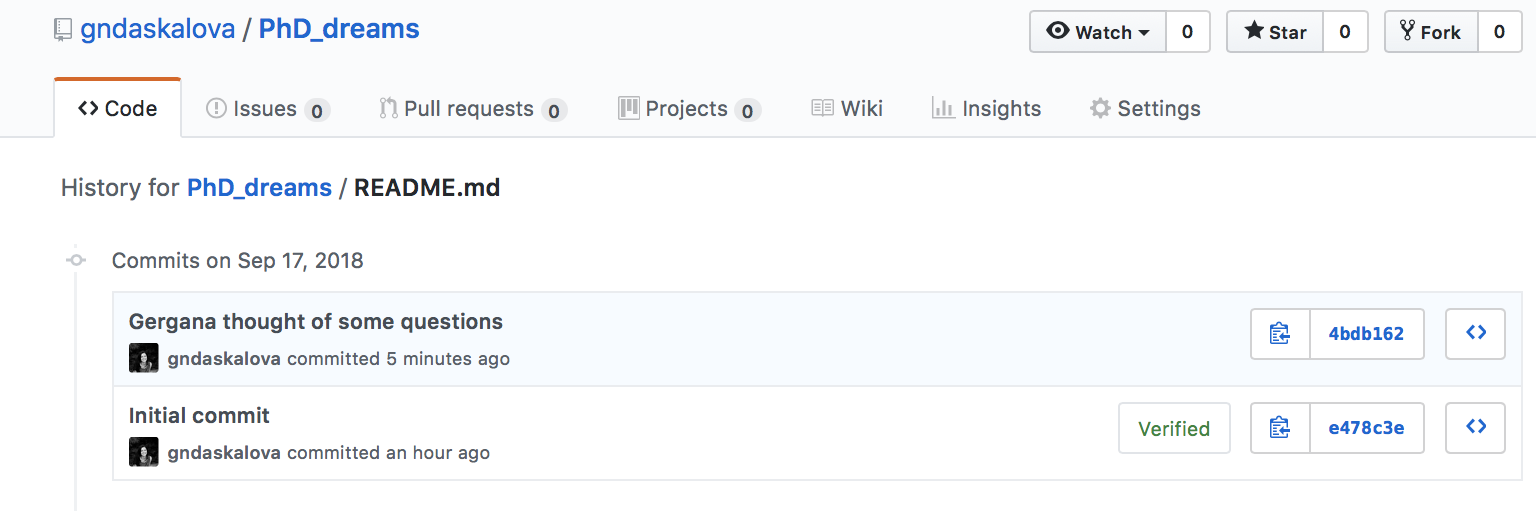 gndaskalova / PhD_dreams
Watch 0 Star 0 Fork 0
Code Issues 0 Pull requests 0 Projects 0 Wiki Insights Settings
History for PhD_dreams / README.md
Commits on Sep 17, 2018
Gergana thought of some questions
4bdb162
gndaskalova committed 5 minutes ago
Initial commit
Verified e478c3e
gndaskalova committed an hour ago